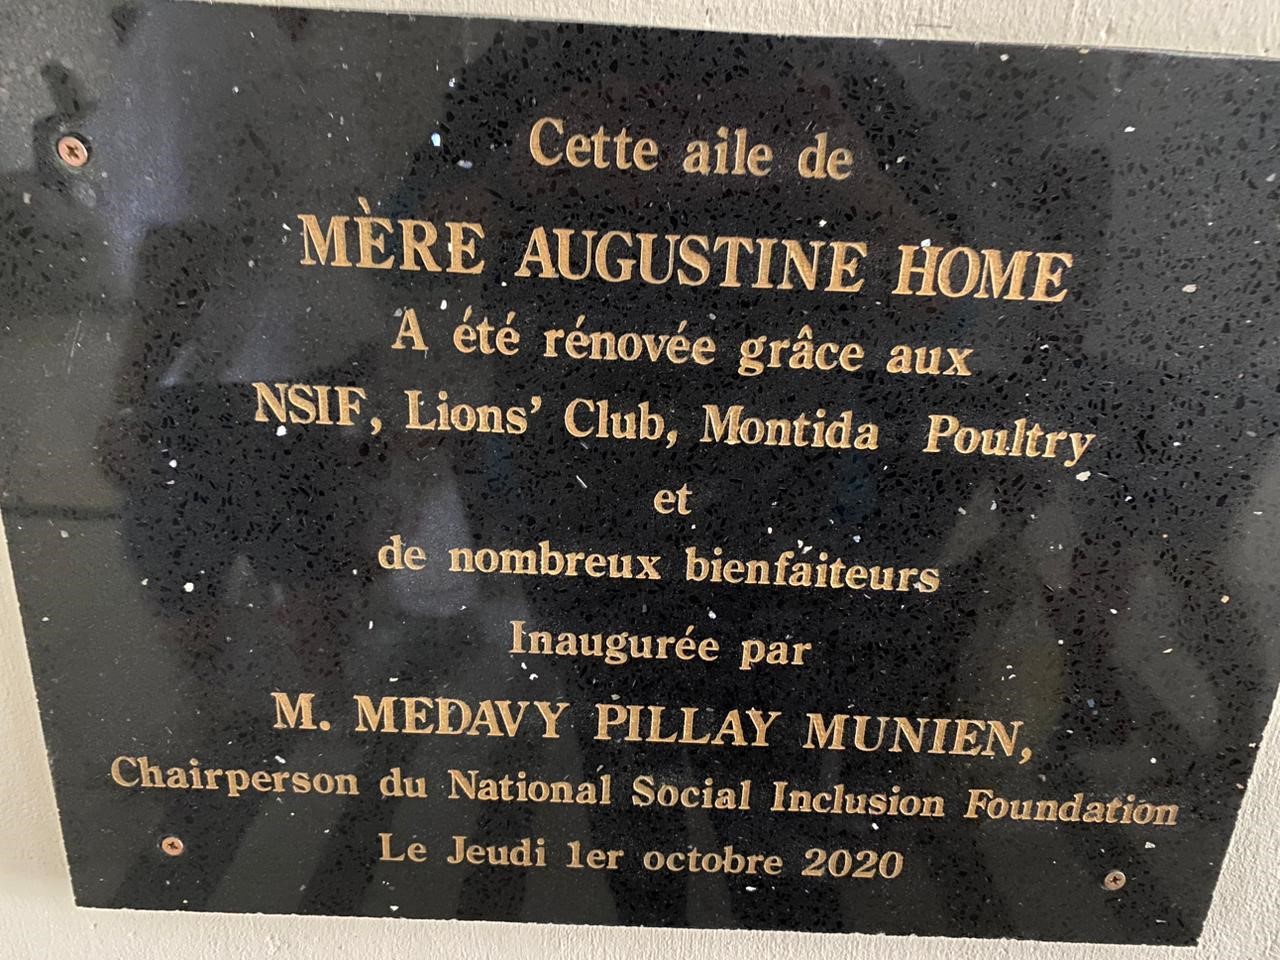 Cette aile de
MÈRE AUGUSTINE HOME
A été rénovée grâce aux
NSIF, Lions' Club, Montida Poultry
et
de nombreux bienfaiteurs
Inaugurée par
M. MEDAVY PILLAY MUNIEN,
Chairperson du National Social Inclusion Foundation
Le Jeudi 1er octobre 2020